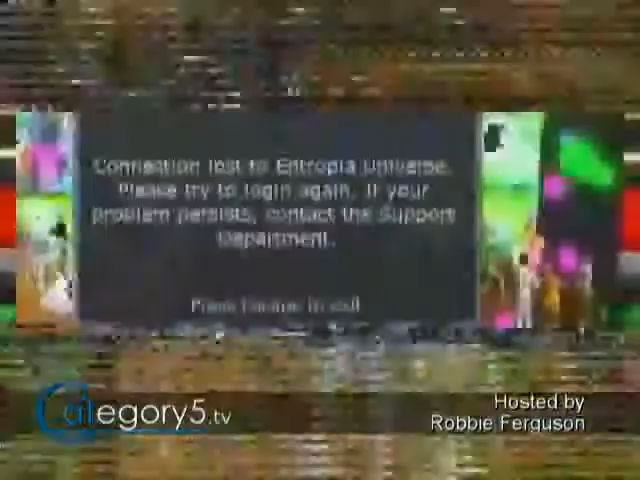 Connection lost to Entropia Universe.
Please try to login again. If your
problem persists, contact the Support
Department.
Press Escape to exit
Category5.tv
Hosted by
Robbie Ferguson